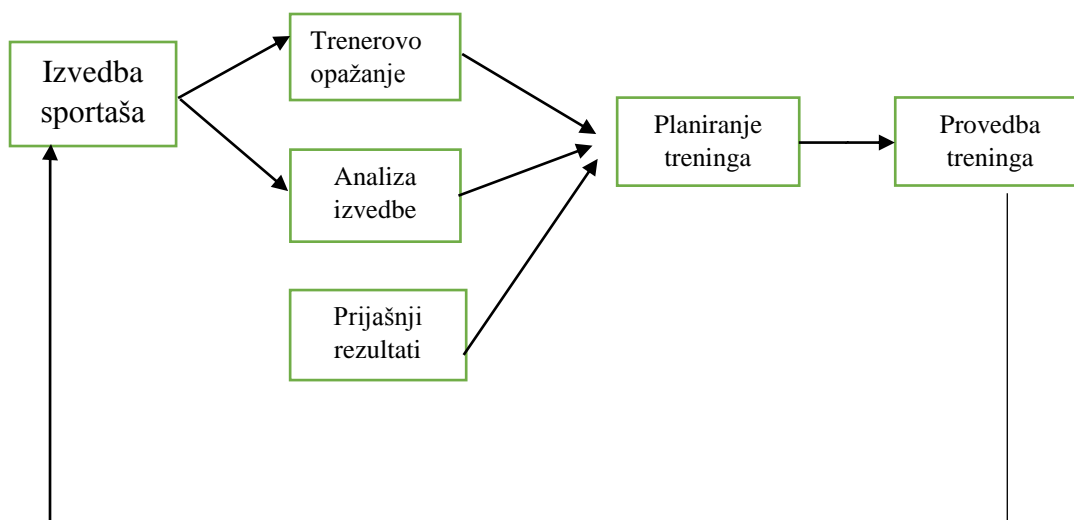 Izvedba
sportaša
Trenerovo
opažanje
Analiza
izvedbe
Prijašnji
rezultati
Planiranje
treninga
Provedba
treninga